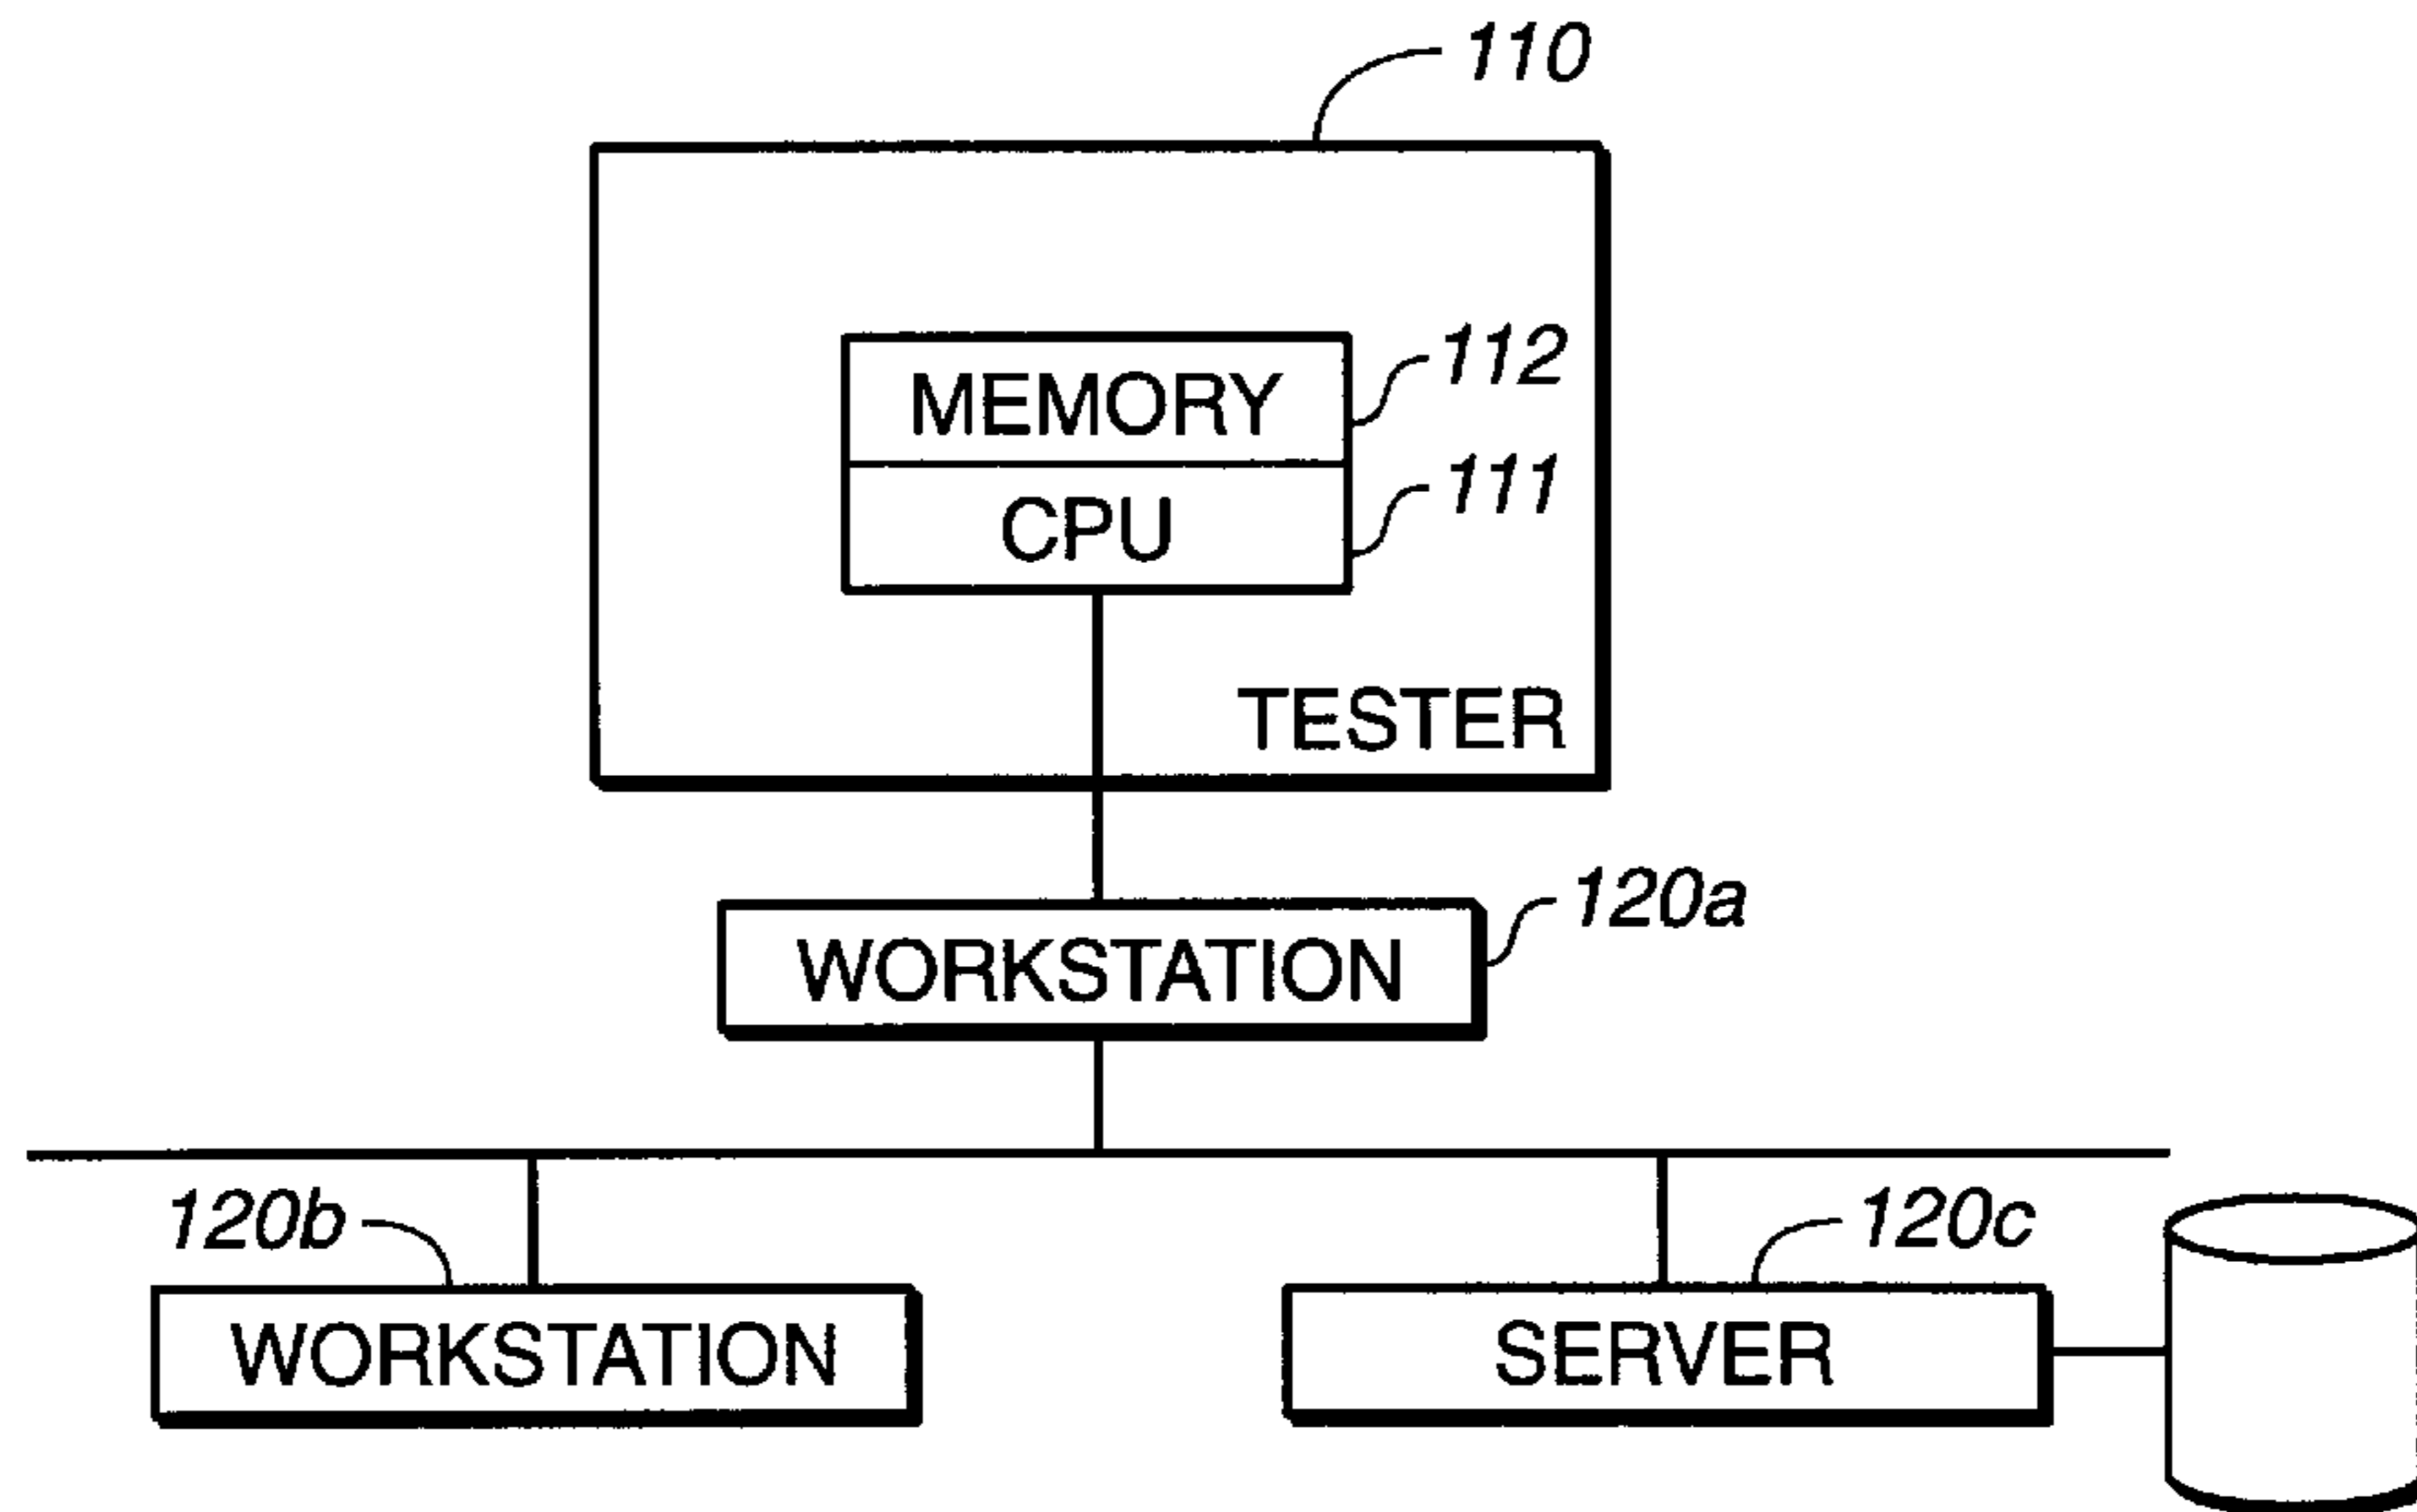 110
MEMORY
112
CPU
111
TESTER
120a
WORKSTATION
120b
120c
WORKSTATION
SERVER